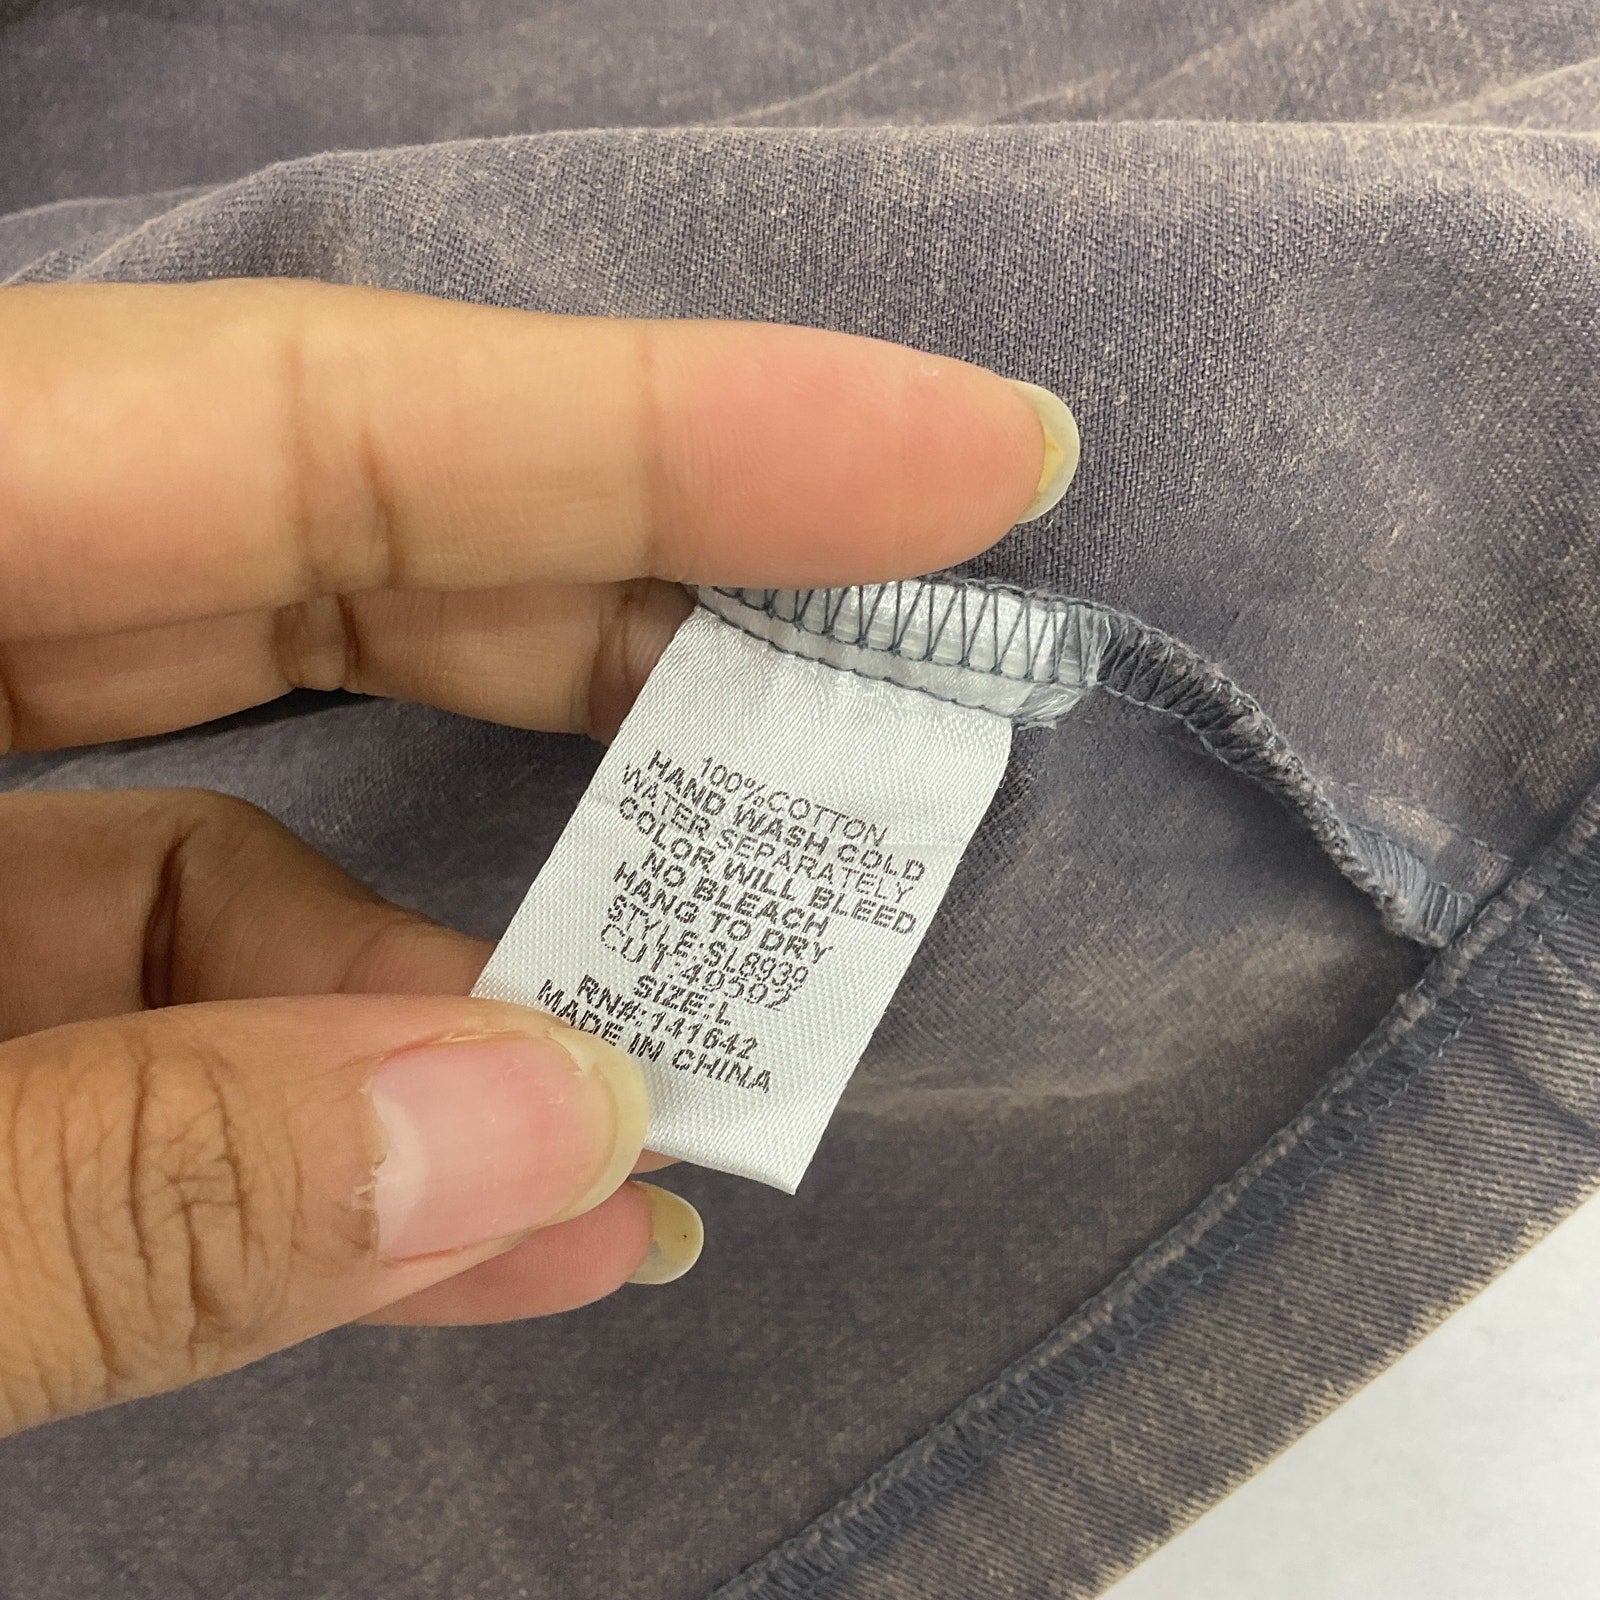 100%COTTON
HAND WASH COLD
WATER SEPARATELY
COLOR WILL BLEED
NO BLEACH
HANG TO DRY
STYLE:SL8939
CUT:40592
SIZE:L
RN#:141642
MADE IN CHINA